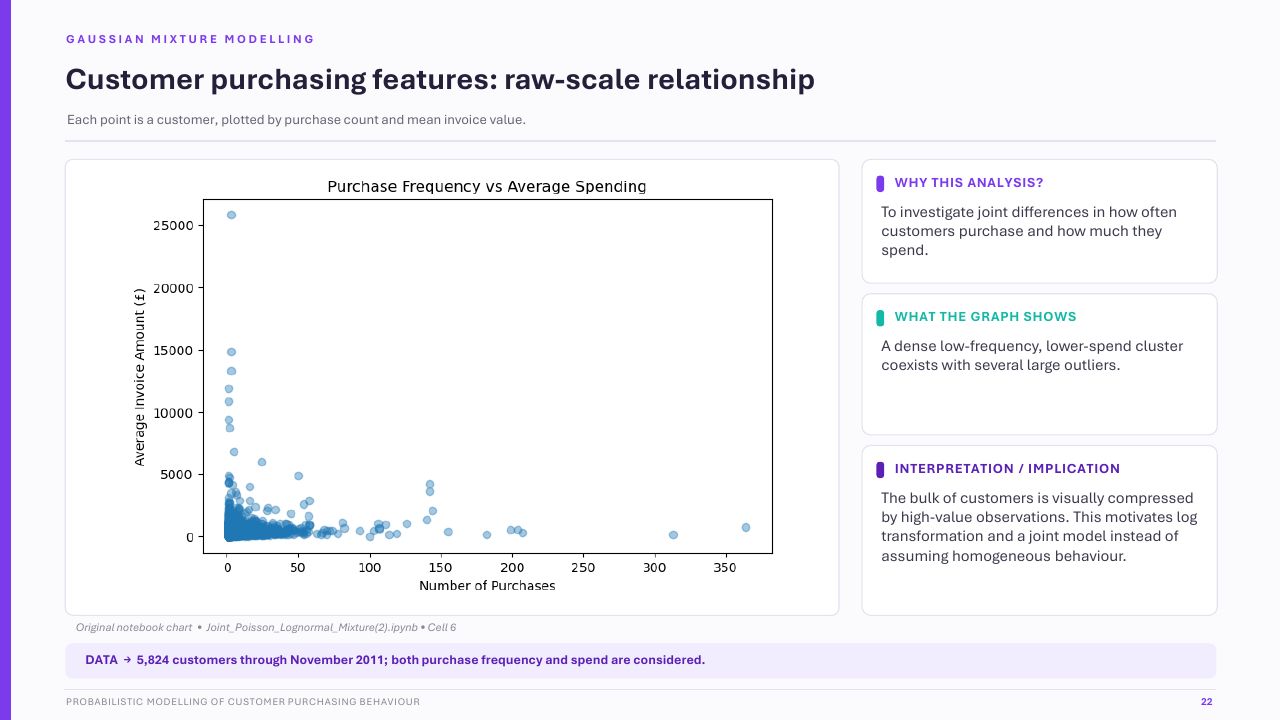 GAUSSIAN MIXTURE MODELLING
Customer purchasing features: raw-scale relationship
Each point is a customer, plotted by purchase count and mean invoice value.
Purchase Frequency vs Average Spending
25000
20000
15000
10000
5000
0
Average Invoice Amount (£)
0 50 100 150 200 250 300 350
Number of Purchases
WHY THIS ANALYSIS?
To investigate joint differences in how often
customers purchase and how much they
spend.
WHAT THE GRAPH SHOWS
A dense low-frequency, lower-spend cluster
coexists with several large outliers.
INTERPRETATION / IMPLICATION
The bulk of customers is visually compressed
by high-value observations. This motivates log
transformation and a joint model instead of
assuming homogeneous behaviour.
Original notebook chart • Joint_Poisson_Lognormal_Mixture(2).ipynb • Cell 6
DATA → 5,824 customers through November 2011; both purchase frequency and spend are considered.
PROBABILISTIC MODELLING OF CUSTOMER PURCHASING BEHAVIOUR
22